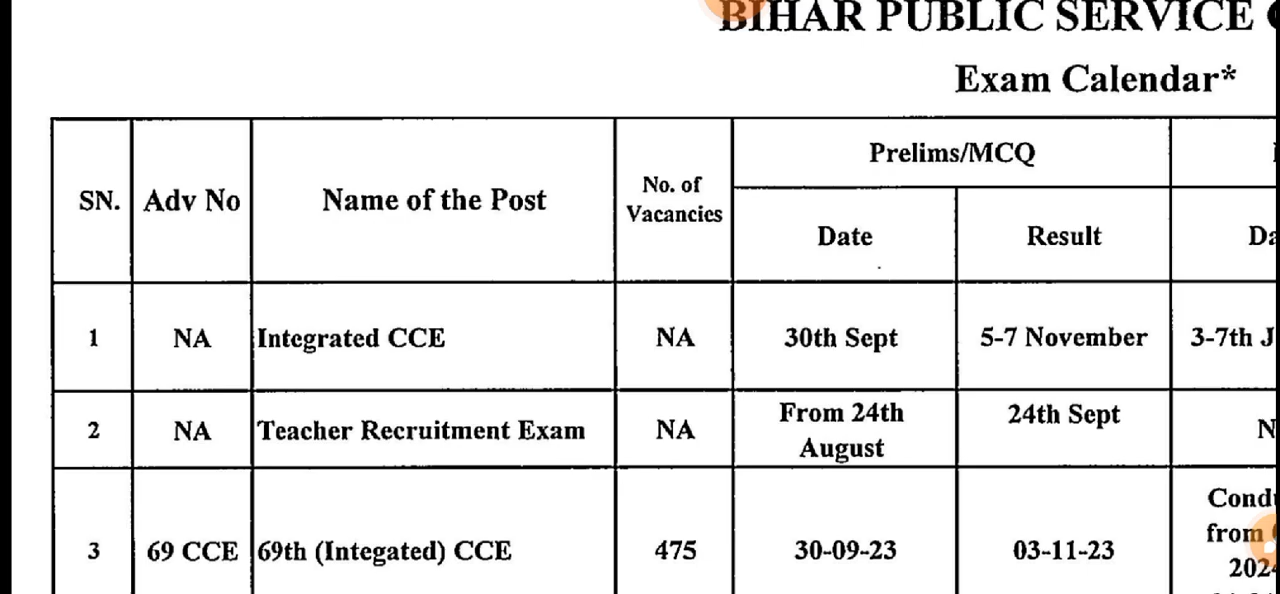 BIHAR PUBLIC SERVICE
Exam Calendar*
SN. Adv No Name of the Post No. of Vacancies Prelims/MCQ
Date Result
1 NA Integrated CCE NA 30th Sept 5-7 November 3-7th J
2 NA Teacher Recruitment Exam NA From 24th August 24th Sept N
3 69 CCE 69th (Integated) CCE 475 30-09-23 03-11-23
from